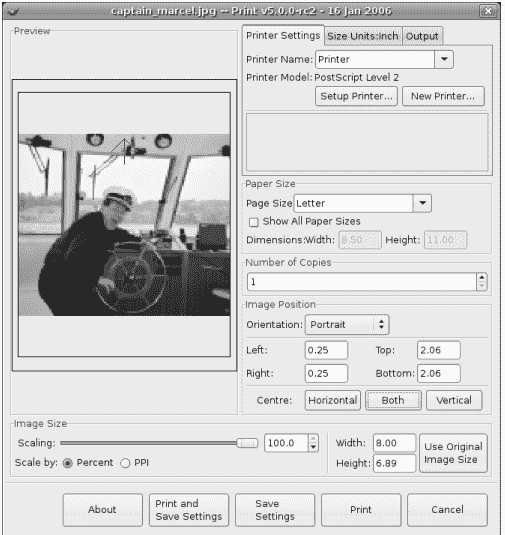 captain_marcel.jpg -- Print v5.0.0-rc2 - 16 Jan 2006
Preview
Printer Settings Size Units:Inch Output
Printer Name: Printer
Printer Model: PostScript Level 2
Setup Printer... New Printer...
Paper Size
Page Size Letter
Show All Paper Sizes
Dimensions:Width: 8.50 Height: 11.00
Number of Copies
1
Image Position
Orientation: Portrait
Left: 0.25 Top: 2.06
Right: 0.25 Bottom: 2.06
Centre: Horizontal Both Vertical
Image Size
Scaling: 100.0 Width: 8.00 Use Original
Scale by: Percent PPI Height: 6.89 Image Size
About Print and Save Settings Save Settings Print Cancel